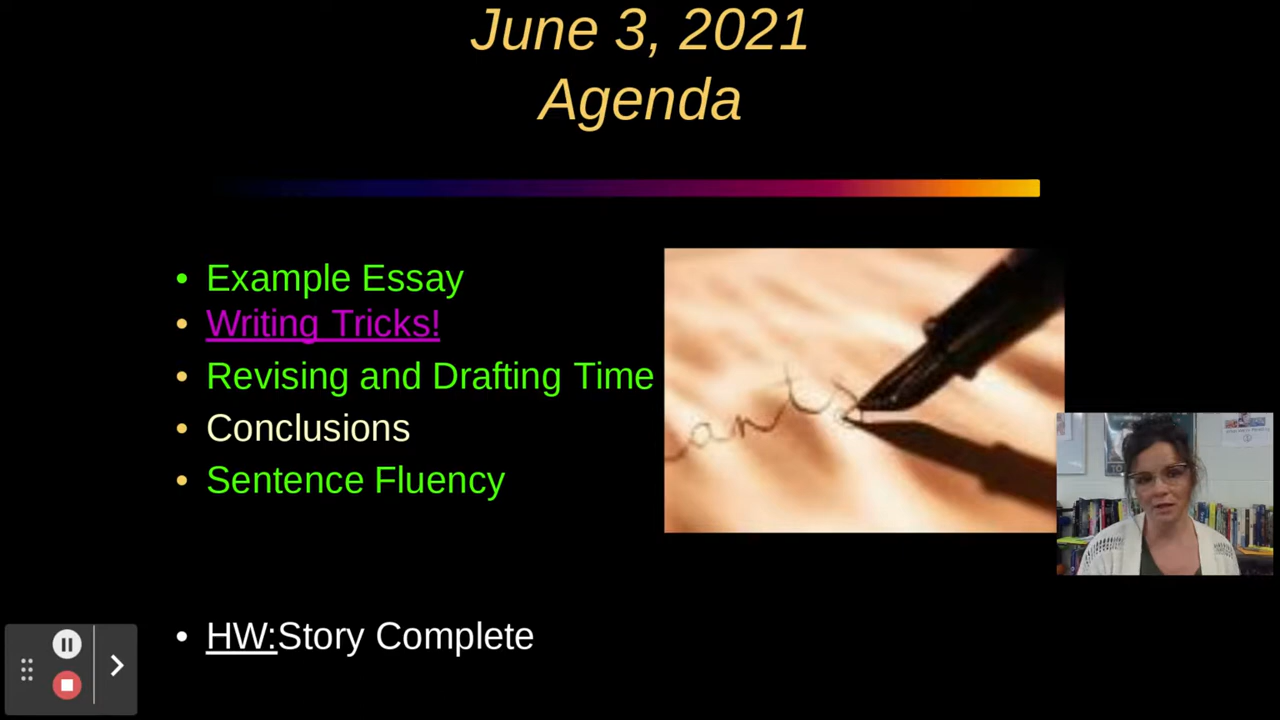 June 3, 2021
Agenda
• Example Essay
• Writing Tricks!
• Revising and Drafting Time
• Conclusions
• Sentence Fluency
• HW:Story Complete